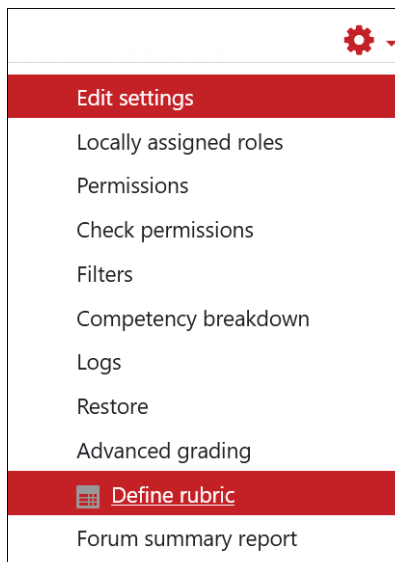 Edit settings
Locally assigned roles
Permissions
Check permissions
Filters
Competency breakdown
Logs
Restore
Advanced grading
Define rubric
Forum summary report